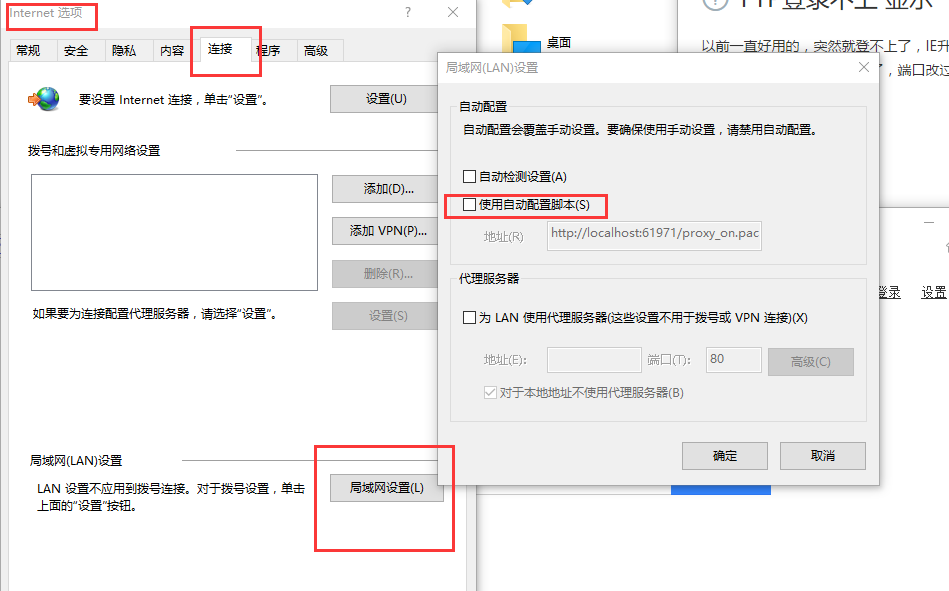 Internet 选项
?
常规 安全 隐私 内容 连接 程序 高级
要设置 Internet 连接，单击“设置”。
设置(U)
拨号和虚拟专用网络设置
添加(D)...
添加 VPN(P)...
删除(R)...
设置(S)
如果要为连接配置代理服务器，请选择“设置”。
局域网(LAN)设置
LAN 设置不应用到拨号连接。对于拨号设置，单击
上面的“设置”按钮。
局域网设置(L)
桌面
局域网(LAN)设置
自动配置
自动配置会覆盖手动设置。要确保使用手动设置，请禁用自动配置。
自动检测设置(A)
使用自动配置脚本(S)
地址(R)
http://localhost:61971/proxy_on.pac
代理服务器
为 LAN 使用代理服务器(这些设置不用于拨号或 VPN 连接)(X)
地址(E):
端口(T):
80
高级(C)
对于本地地址不使用代理服务器(B)
确定
取消
登录不上 显示
以前一直好用的，突然就登不上了，IE升
，端口改过
登录 设置